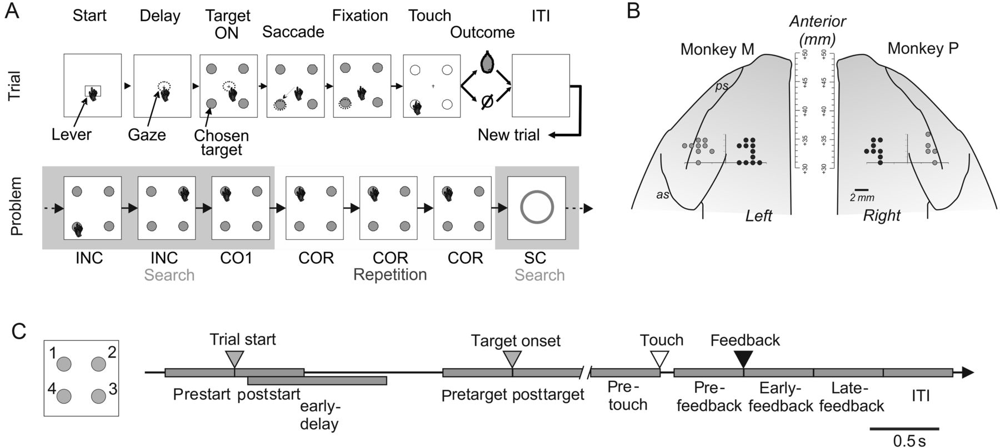 A
Start
Delay
Target
ON
Saccade
Fixation
Touch
Outcome
ITI
Trial
Lever
Gaze
Chosen
target
New trial
Problem
INC
INC
CO1
COR
COR
COR
SC
Search
Repetition
Search
B
Anterior
(mm)
Monkey M
Monkey P
+50
+45
+40
+35
+30
+50
+45
+40
+35
+30
ps
as
2 mm
Left
Right
C
1
2
4
3
Trial start
Target onset
Touch
Feedback
Prestart poststart
early-
delay
Pretarget posttarget
Pre-
touch
Pre-
feedback
Early-
feedback
Late-
feedback
ITI
0.5 s